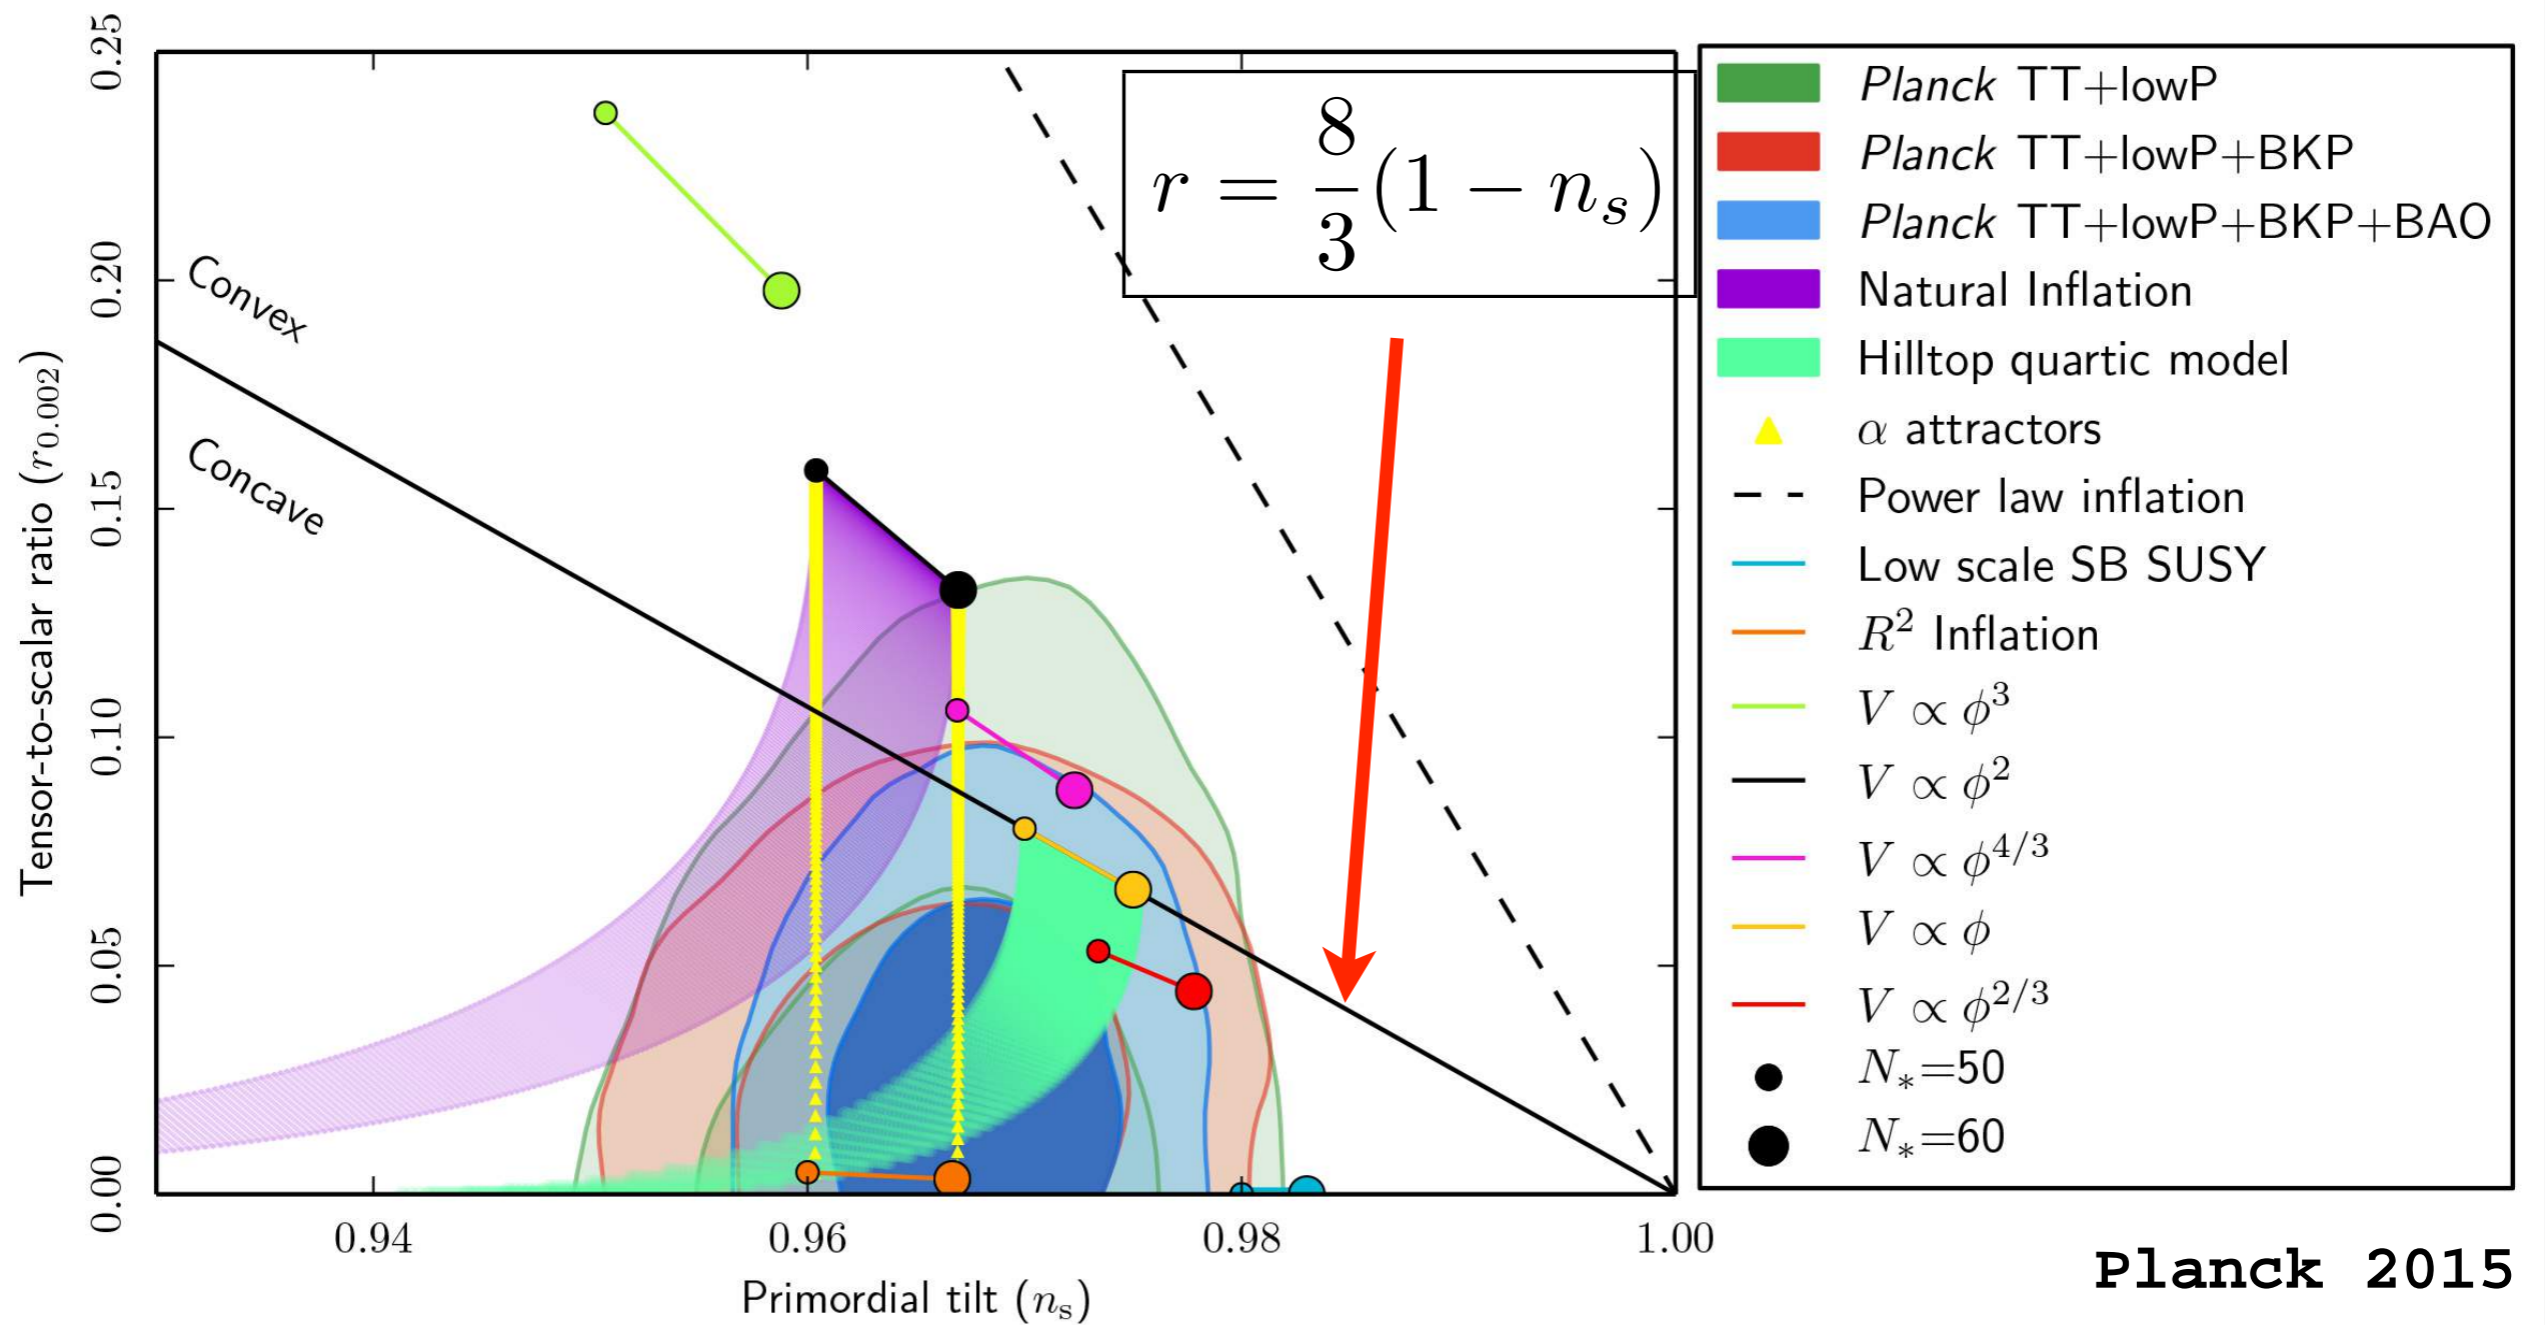 Tensor-to-scalar ratio (r₀.₀₀₂)
0.25
0.20
0.15
0.10
0.05
0.00
Convex
Concave
r = 8/3 (1 − nₛ)
0.94
0.96
0.98
1.00
Primordial tilt (nₛ)
Planck TT+lowP
Planck TT+lowP+BKP
Planck TT+lowP+BKP+BAO
Natural Inflation
Hilltop quartic model
α attractors
Power law inflation
Low scale SB SUSY
R² Inflation
V ∝ ϕ³
V ∝ ϕ²
V ∝ ϕ^{4/3}
V ∝ ϕ
V ∝ ϕ^{2/3}
N∗=50
N∗=60
Planck 2015